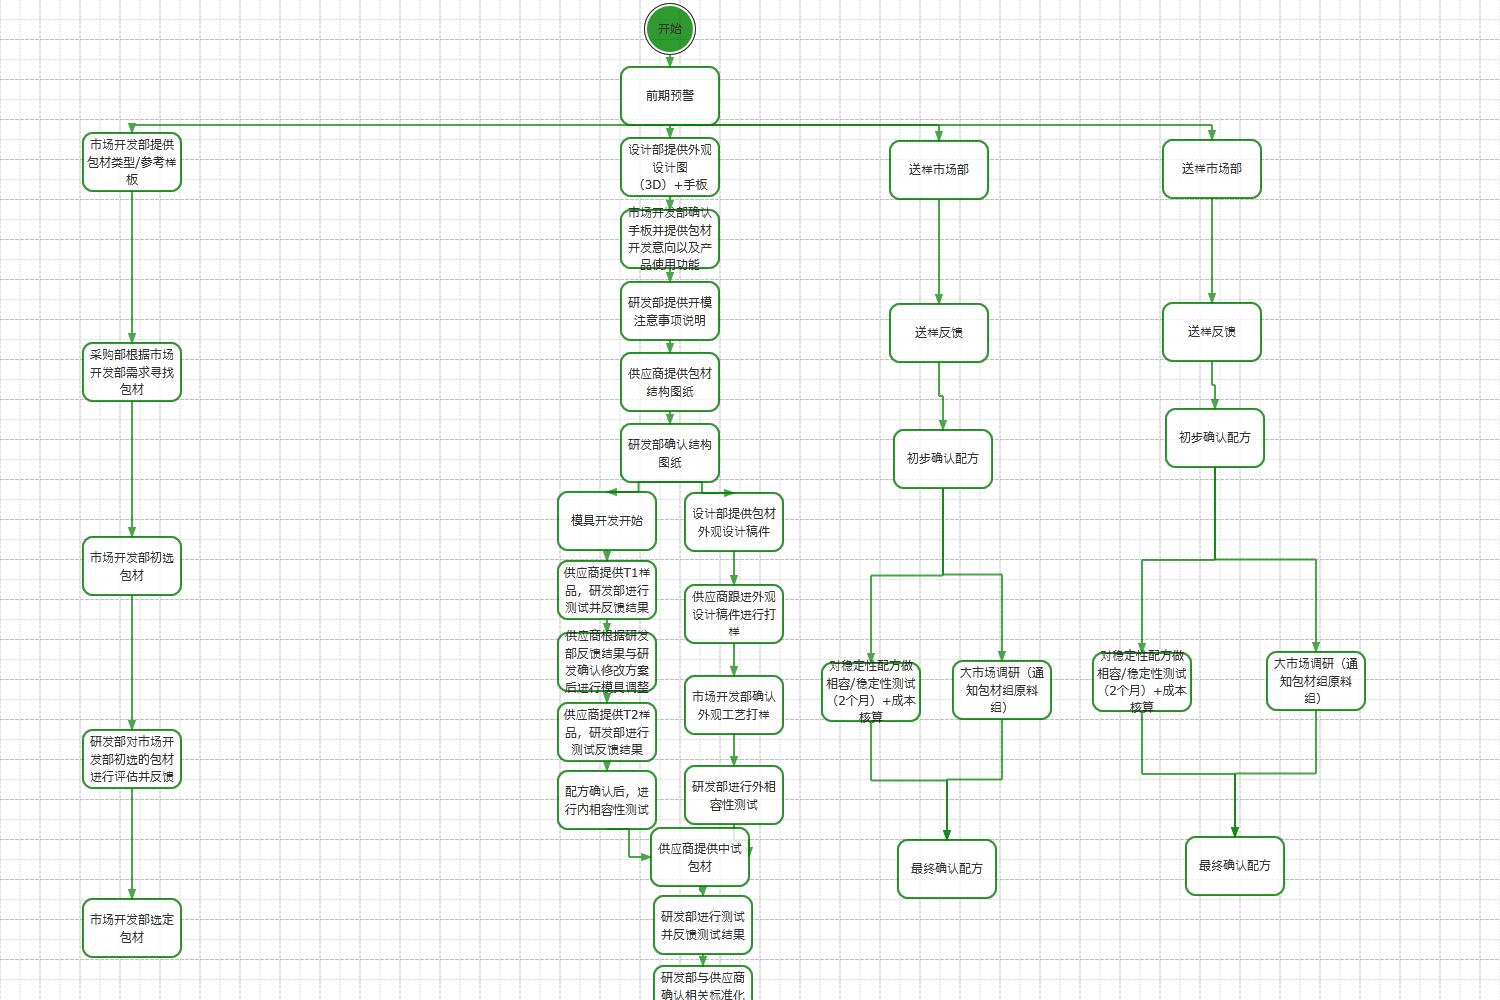 开始
前期预警
市场开发部提供
包材类型/参考样
板
采购部根据市场
开发部需求寻找
包材
市场开发部初选
包材
研发部对市场开
发部初选的包材
进行评估并反馈
市场开发部选定
包材
设计部提供外观
设计图
（3D）+手板
市场开发部确认
手板并提供包材
开发意向以及产
品使用功能
研发部提供开模
注意事项说明
供应商提供包材
结构图纸
研发部确认结构
图纸
模具开发开始
供应商提供T1样
品，研发部进行
测试并反馈结果
供应商根据研发
部反馈结果与研
发确认修改方案
后进行模具调整
供应商提供T2样
品，研发部进行
测试反馈结果
配方确认后，进
行内相容性测试
设计部提供包材
外观设计稿件
供应商跟进外观
设计稿件进行打
样
市场开发部确认
外观工艺打样
研发部进行外相
容性测试
供应商提供中试
包材
研发部进行测试
并反馈测试结果
研发部与供应商
确认相关标准化
送样市场部
送样反馈
初步确认配方
对稳定性配方做
相容/稳定性测试
（2个月）+成本
核算
大市场调研（通
知包材组原料
组）
最终确认配方
送样市场部
送样反馈
初步确认配方
对稳定性配方做
相容/稳定性测试
（2个月）+成本
核算
大市场调研（通
知包材组原料
组）
最终确认配方